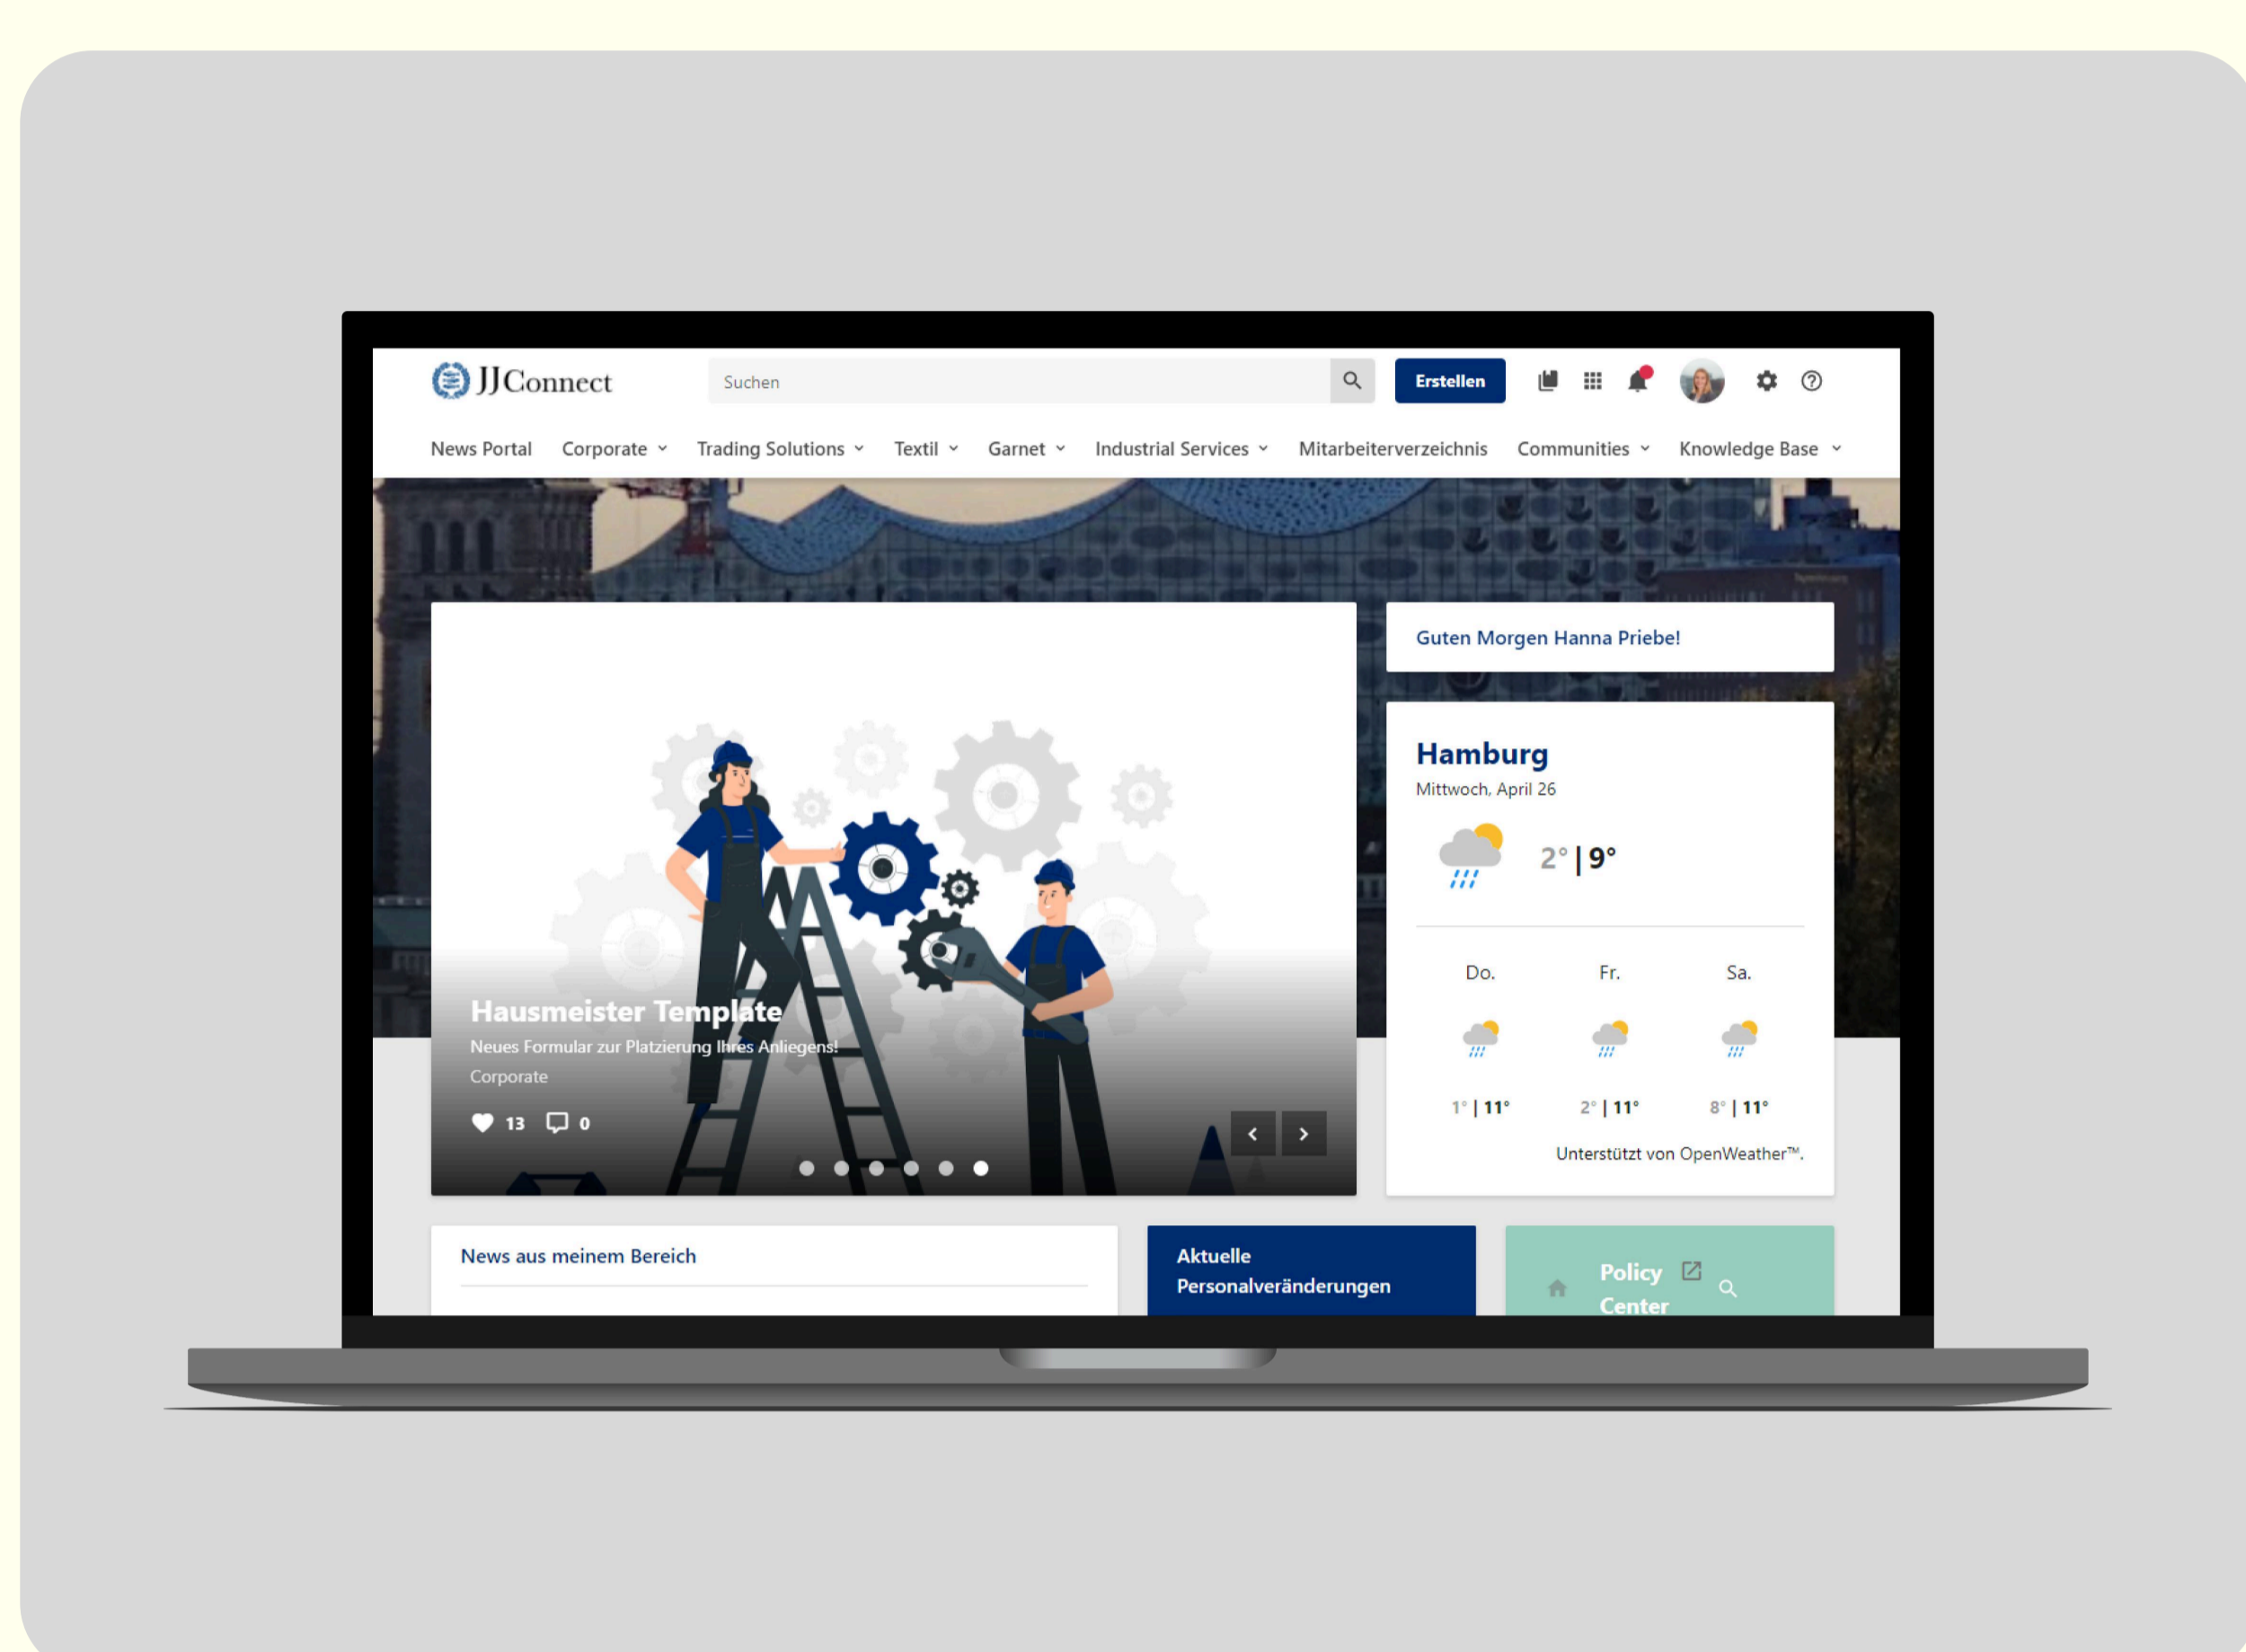 JJConnect
Suchen
Erstellen
News Portal Corporate Trading Solutions Textil Garnet Industrial Services Mitarbeiterverzeichnis Communities Knowledge Base
Guten Morgen Hanna Priebe!
Hamburg
Mittwoch, April 26
2° | 9°
Do. Fr. Sa.
1° | 11° 2° | 11° 8° | 11°
Unterstützt von OpenWeather™.
Hausmeister Template
Neues Formular zur Platzierung Ihres Anliegens!
Corporate
13 0
News aus meinem Bereich
Aktuelle
Personalveränderungen
Policy
Center